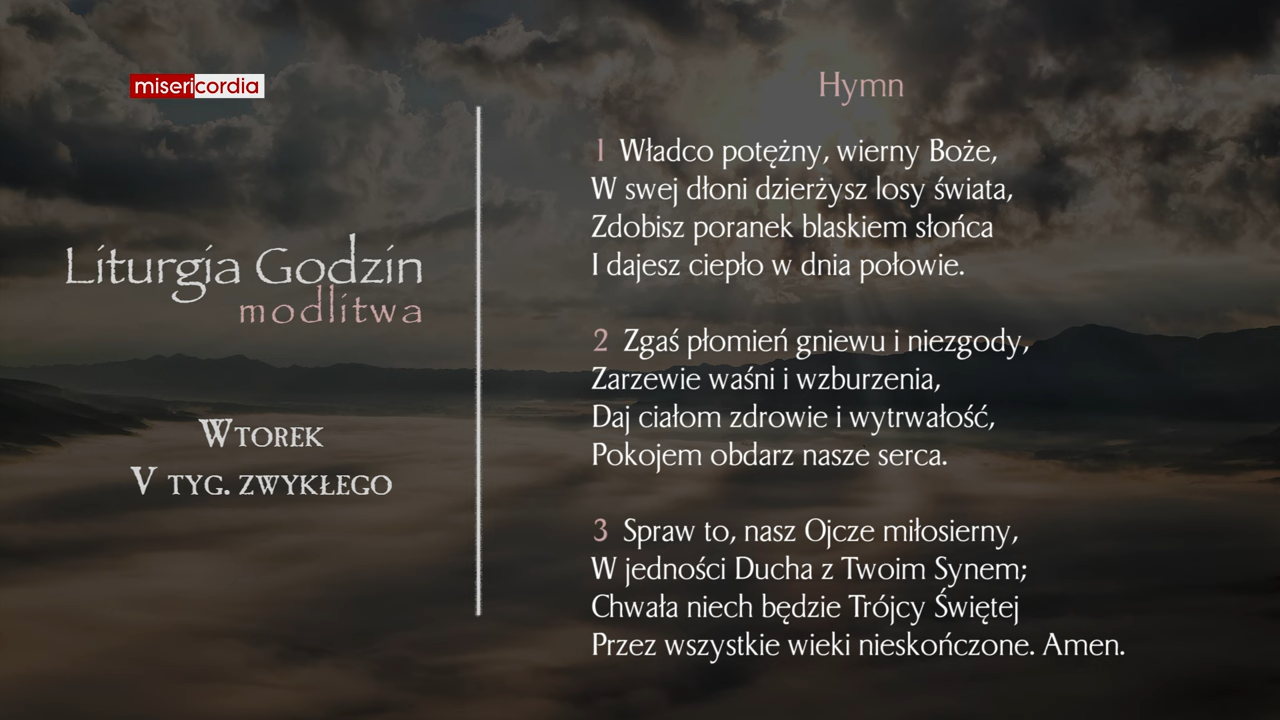 misericordia
Liturgia Godzin
modlitwa
Wtorek
V tyg. zwykłego
Hymn
1 Władco potężny, wierny Boże,
W swej dłoni dzierżysz losy świata,
Zdobisz poranek blaskiem słońca
I dajesz ciepło w dnia połowie.
2 Zgaś płomień gniewu i niezgody,
Zarzewie waśni i wzburzenia,
Daj ciałom zdrowie i wytrwałość,
Pokojem obdarz nasze serca.
3 Spraw to, nasz Ojcze miłosierny,
W jedności Ducha z Twoim Synem;
Chwała niech będzie Trójcy Świętej
Przez wszystkie wieki nieskończone. Amen.